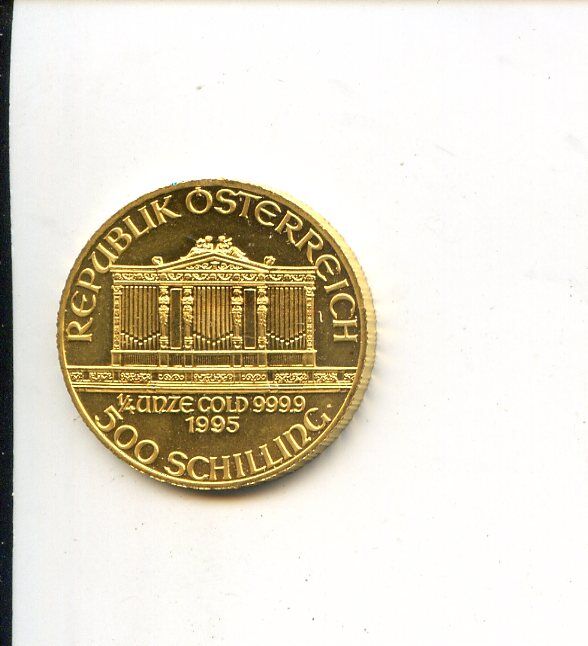 REPUBLIK ÖSTERREICH
¼ UNZE GOLD 999.9
1995
500 SCHILLING.